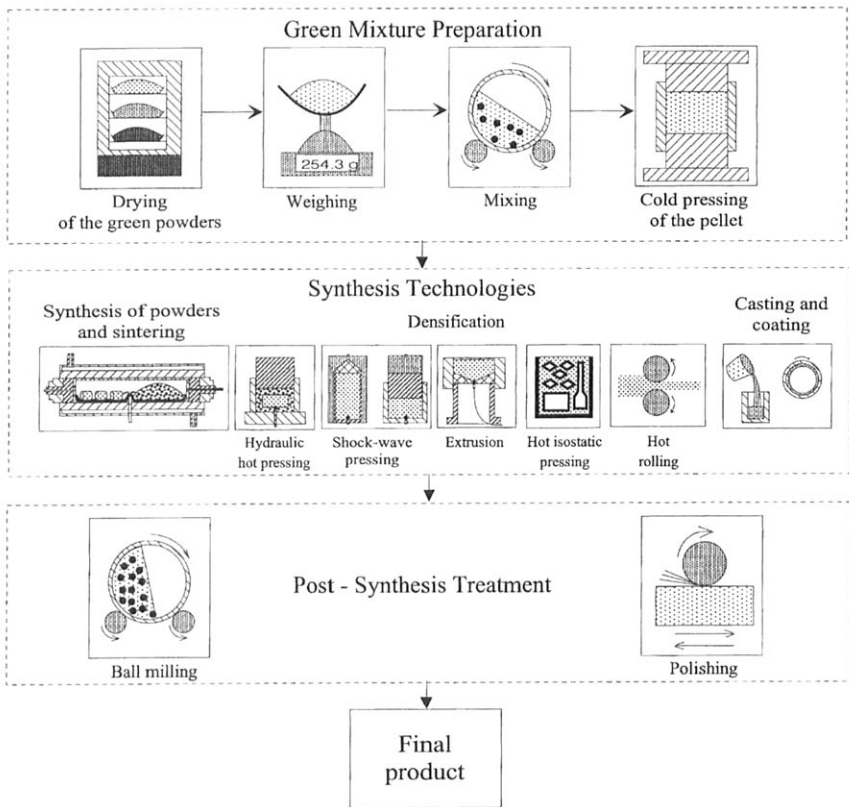 Green Mixture Preparation
254.3 g
Drying
of the green powders
Weighing
Mixing
Cold pressing
of the pellet
Synthesis Technologies
Synthesis of powders
and sintering
Densification
Casting and
coating
Hydraulic
hot pressing
Shock-wave
pressing
Extrusion
Hot isostatic
pressing
Hot
rolling
Post - Synthesis Treatment
Ball milling
Polishing
Final
product